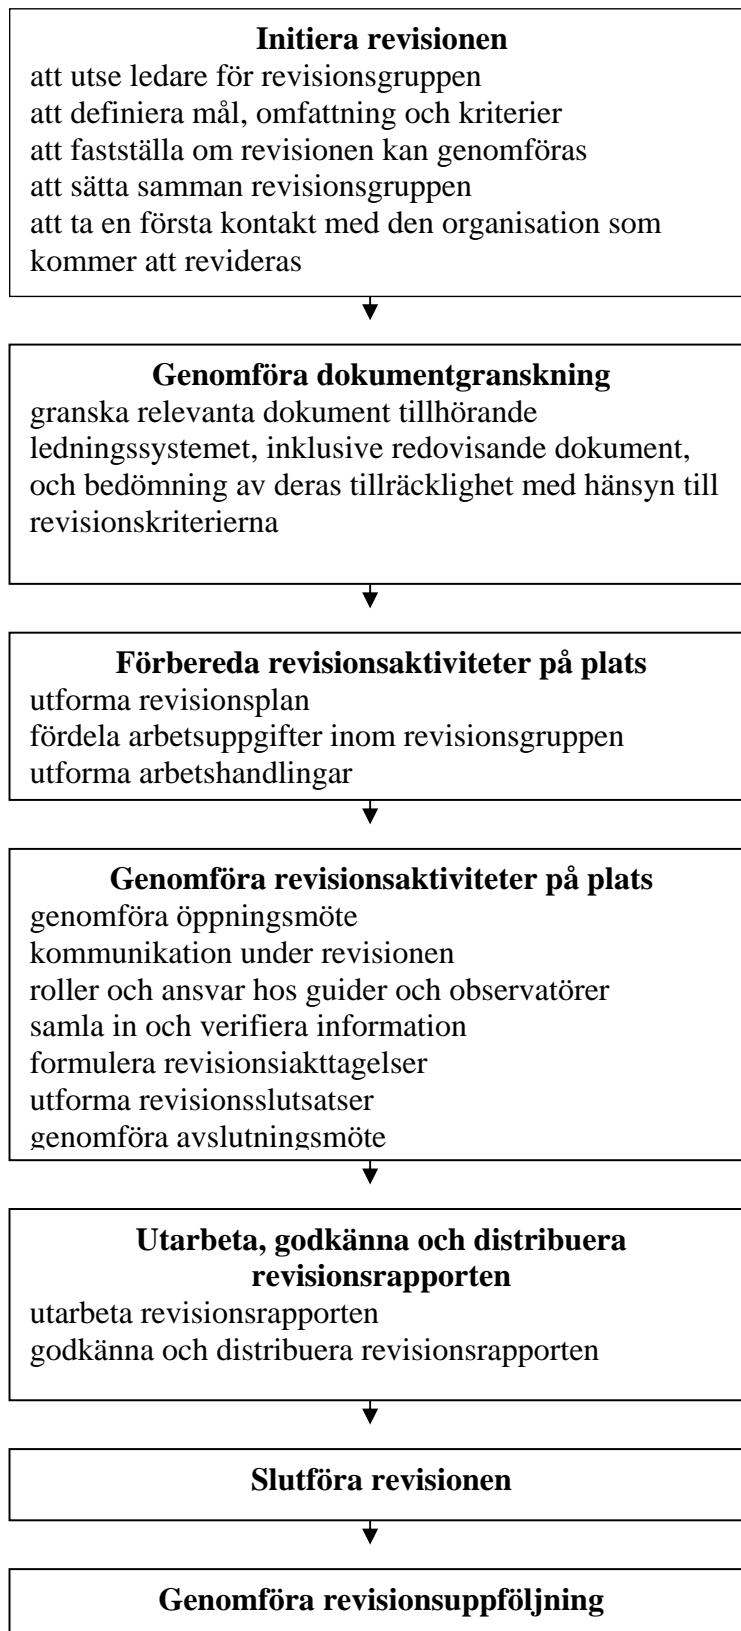 Initiera revisionen
att utse ledare för revisionsgruppen
att definiera mål, omfattning och kriterier
att fastställa om revisionen kan genomföras
att sätta samman revisionsgruppen
att ta en första kontakt med den organisation som
kommer att revideras
Genomföra dokumentgranskning
granska relevanta dokument tillhörande
ledningssystemet, inklusive redovisande dokument,
och bedömning av deras tillräcklighet med hänsyn till
revisionskriterierna
Förbereda revisionsaktiviteter på plats
utforma revisionsplan
fördela arbetsuppgifter inom revisionsgruppen
utforma arbetshandlingar
Genomföra revisionsaktiviteter på plats
genomföra öppningsmöte
kommunikation under revisionen
roller och ansvar hos guider och observatörer
samla in och verifiera information
formulera revisionsiakttagelser
utforma revisionsslutsatser
genomföra avslutningsmöte
Utarbeta, godkänna och distribuera
revisionsrapporten
utarbeta revisionsrapporten
godkänna och distribuera revisionsrapporten
Slutföra revisionen
Genomföra revisionsuppföljning